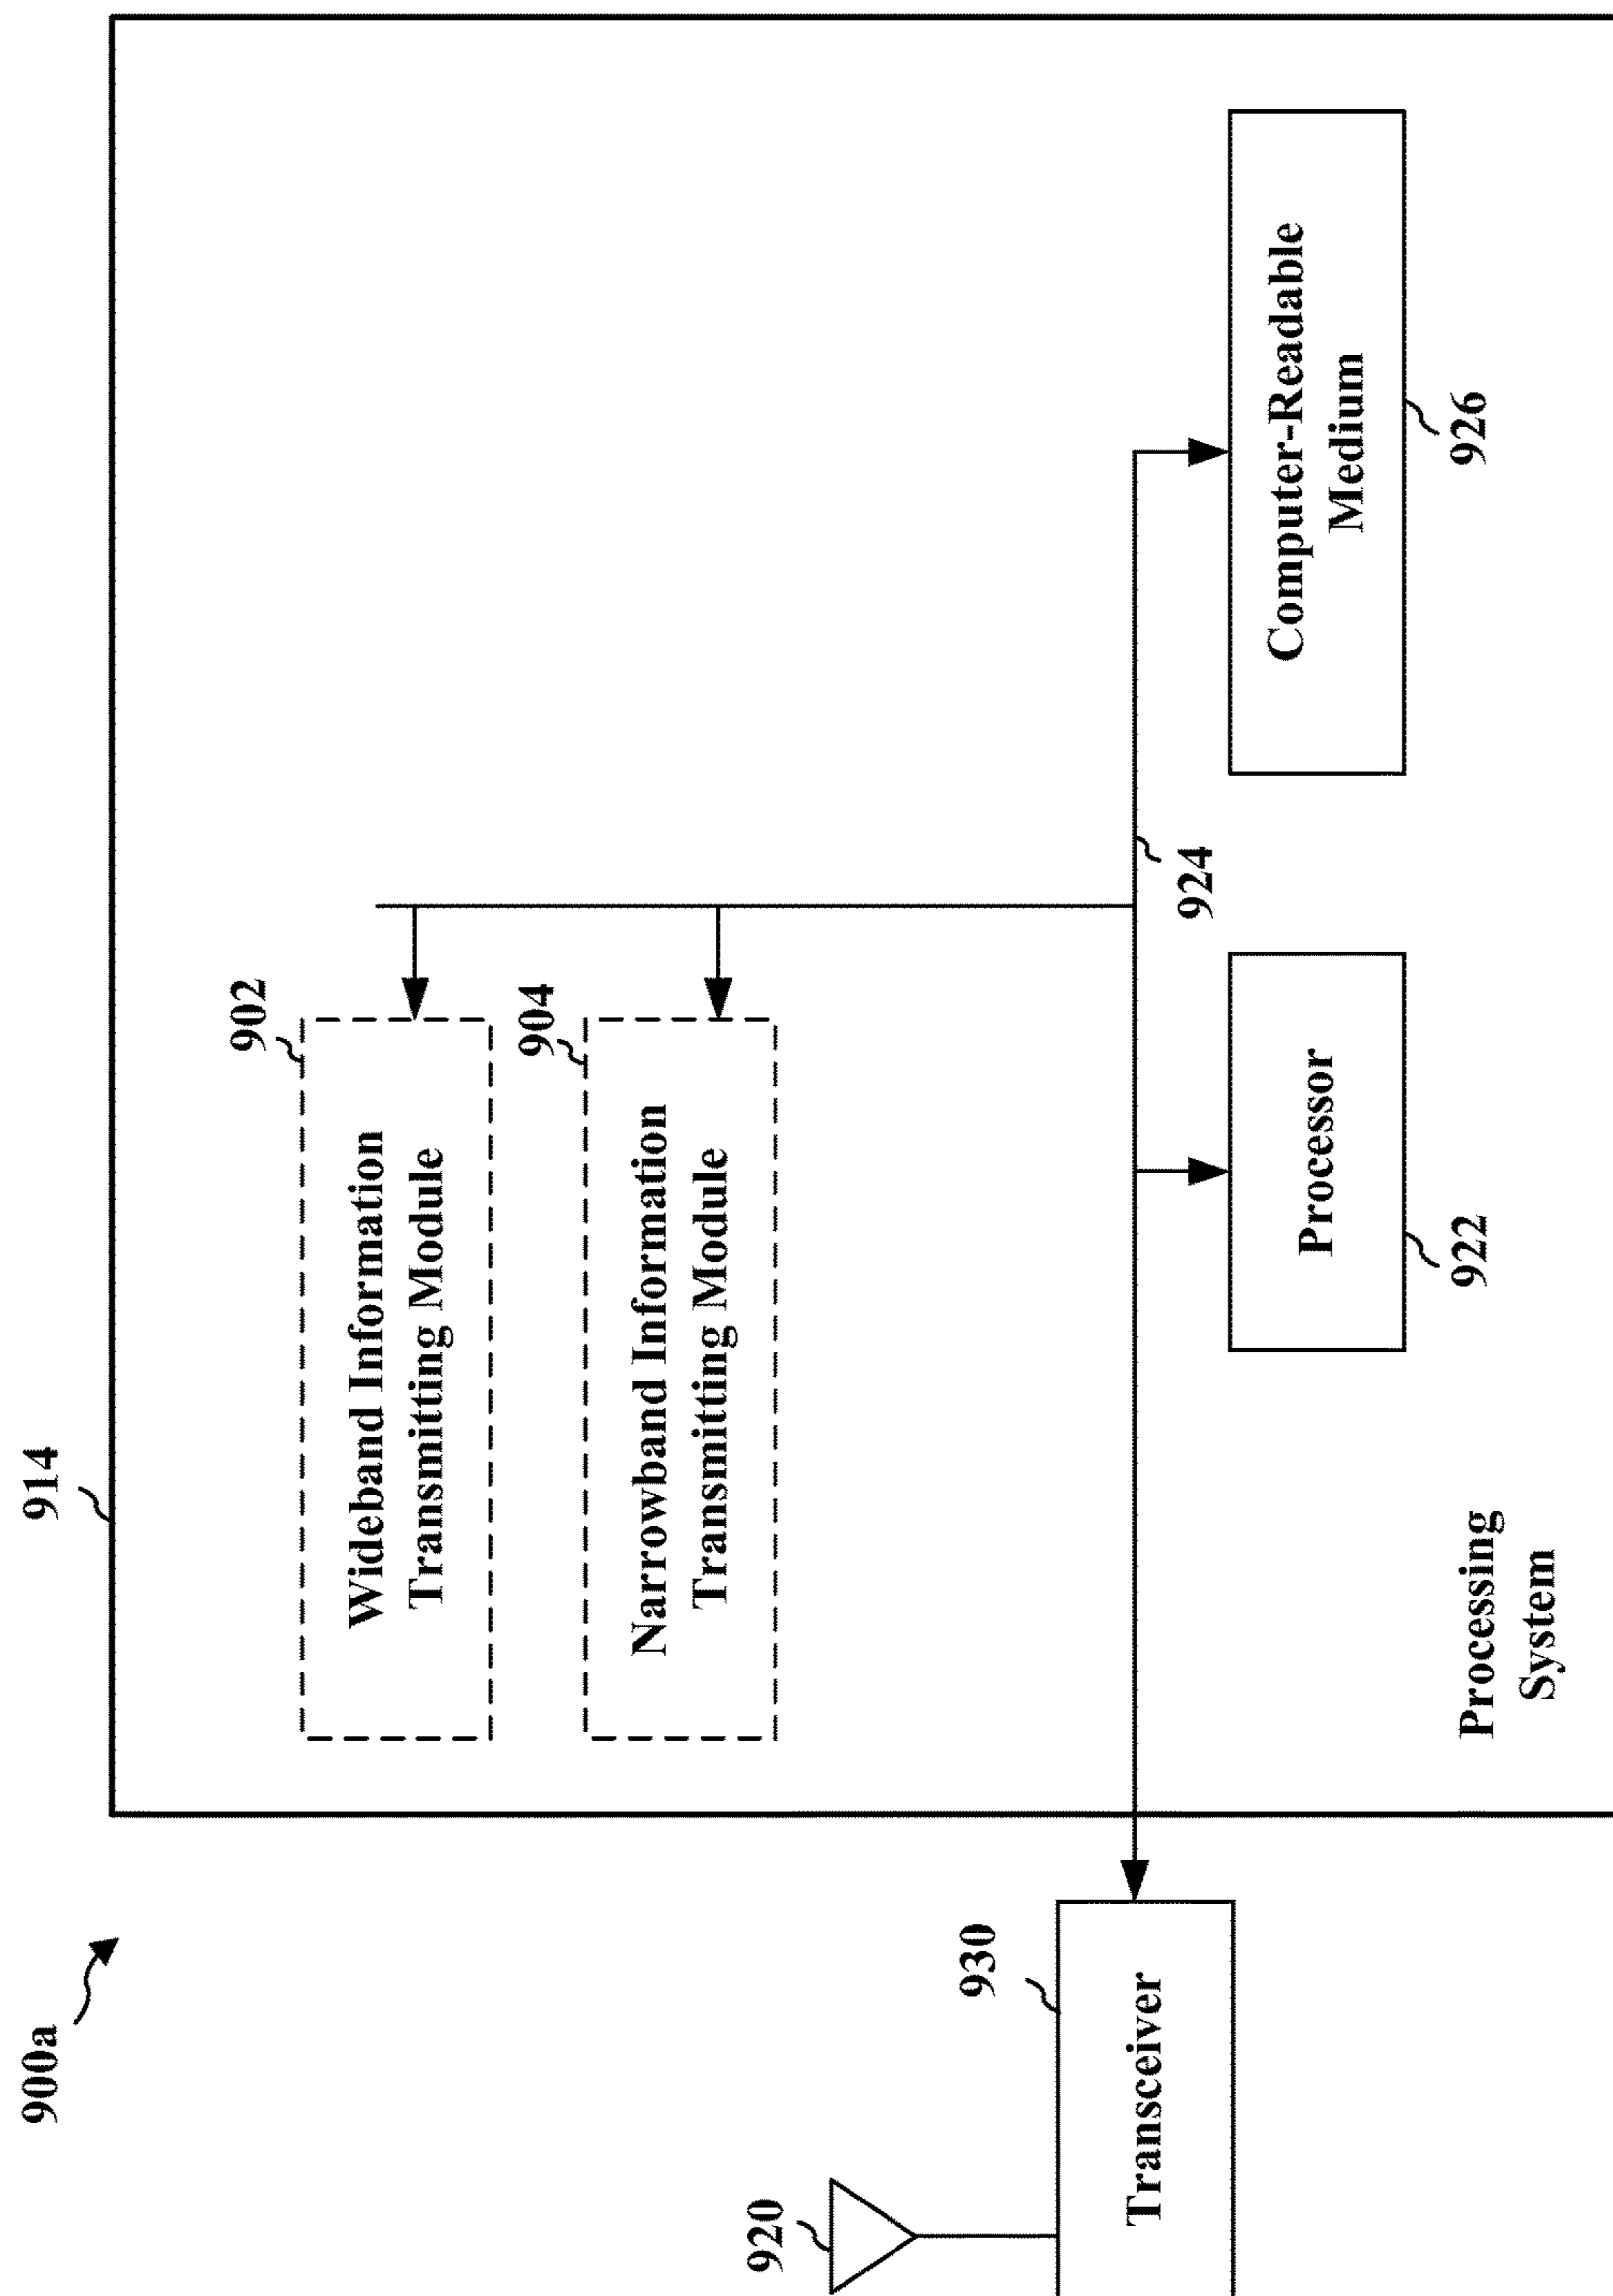 900a
914
902
Wideband Information
Transmitting Module
904
Narrowband Information
Transmitting Module
920
930
Transceiver
924
Processor
922
Computer-Readable
Medium
926
Processing
System